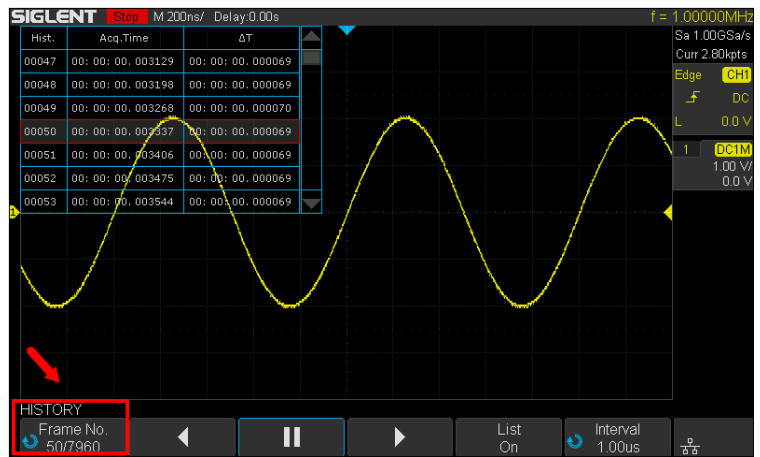 SIGLENT Stop M 200ns/ Delay:0.00s f = 1.00000MHz
Sa 1.00GSa/s
Curr 2.80kpts
Edge CH1
DC
L 0.0 V
1 DC1M
1.00 V/
0.0 V
Hist. Acq.Time ΔT
00047 00: 00: 00. 003129 00: 00: 00. 000069
00048 00: 00: 00. 003198 00: 00: 00. 000069
00049 00: 00: 00. 003268 00: 00: 00. 000070
00050 00: 00: 00. 003337 00: 00: 00. 000069
00051 00: 00: 00. 003406 00: 00: 00. 000069
00052 00: 00: 00. 003475 00: 00: 00. 000069
00053 00: 00: 00. 003544 00: 00: 00. 000069
1
HISTORY
Frame No.
50/7960
List
On
Interval
1.00us